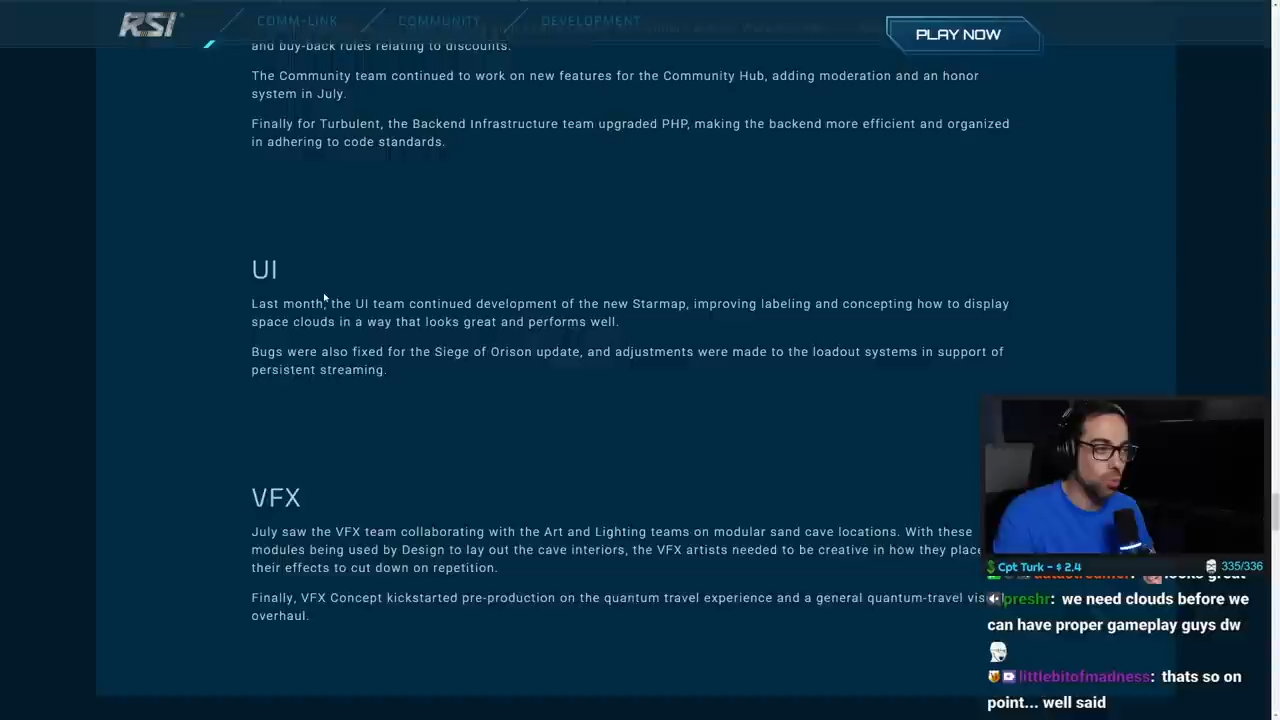 RSI
COMM-LINK
COMMUNITY
DEVELOPMENT
PLAY NOW
and buy-back rules relating to discounts.
The Community team continued to work on new features for the Community Hub, adding moderation and an honor
system in July.
Finally for Turbulent, the Backend Infrastructure team upgraded PHP, making the backend more efficient and organized
in adhering to code standards.
UI
Last month, the UI team continued development of the new Starmap, improving labeling and concepting how to display
space clouds in a way that looks great and performs well.
Bugs were also fixed for the Siege of Orison update, and adjustments were made to the loadout systems in support of
persistent streaming.
VFX
July saw the VFX team collaborating with the Art and Lighting teams on modular sand cave locations. With these
modules being used by Design to lay out the cave interiors, the VFX artists needed to be creative in how they place
their effects to cut down on repetition.
Finally, VFX Concept kickstarted pre-production on the quantum travel experience and a general quantum-travel vis
overhaul.
Cpt Turk - $ 2.4
335/336
looks great
preshr: we need clouds before we
can have proper gameplay guys dw
littlebitofmadness: thats so on
point... well said